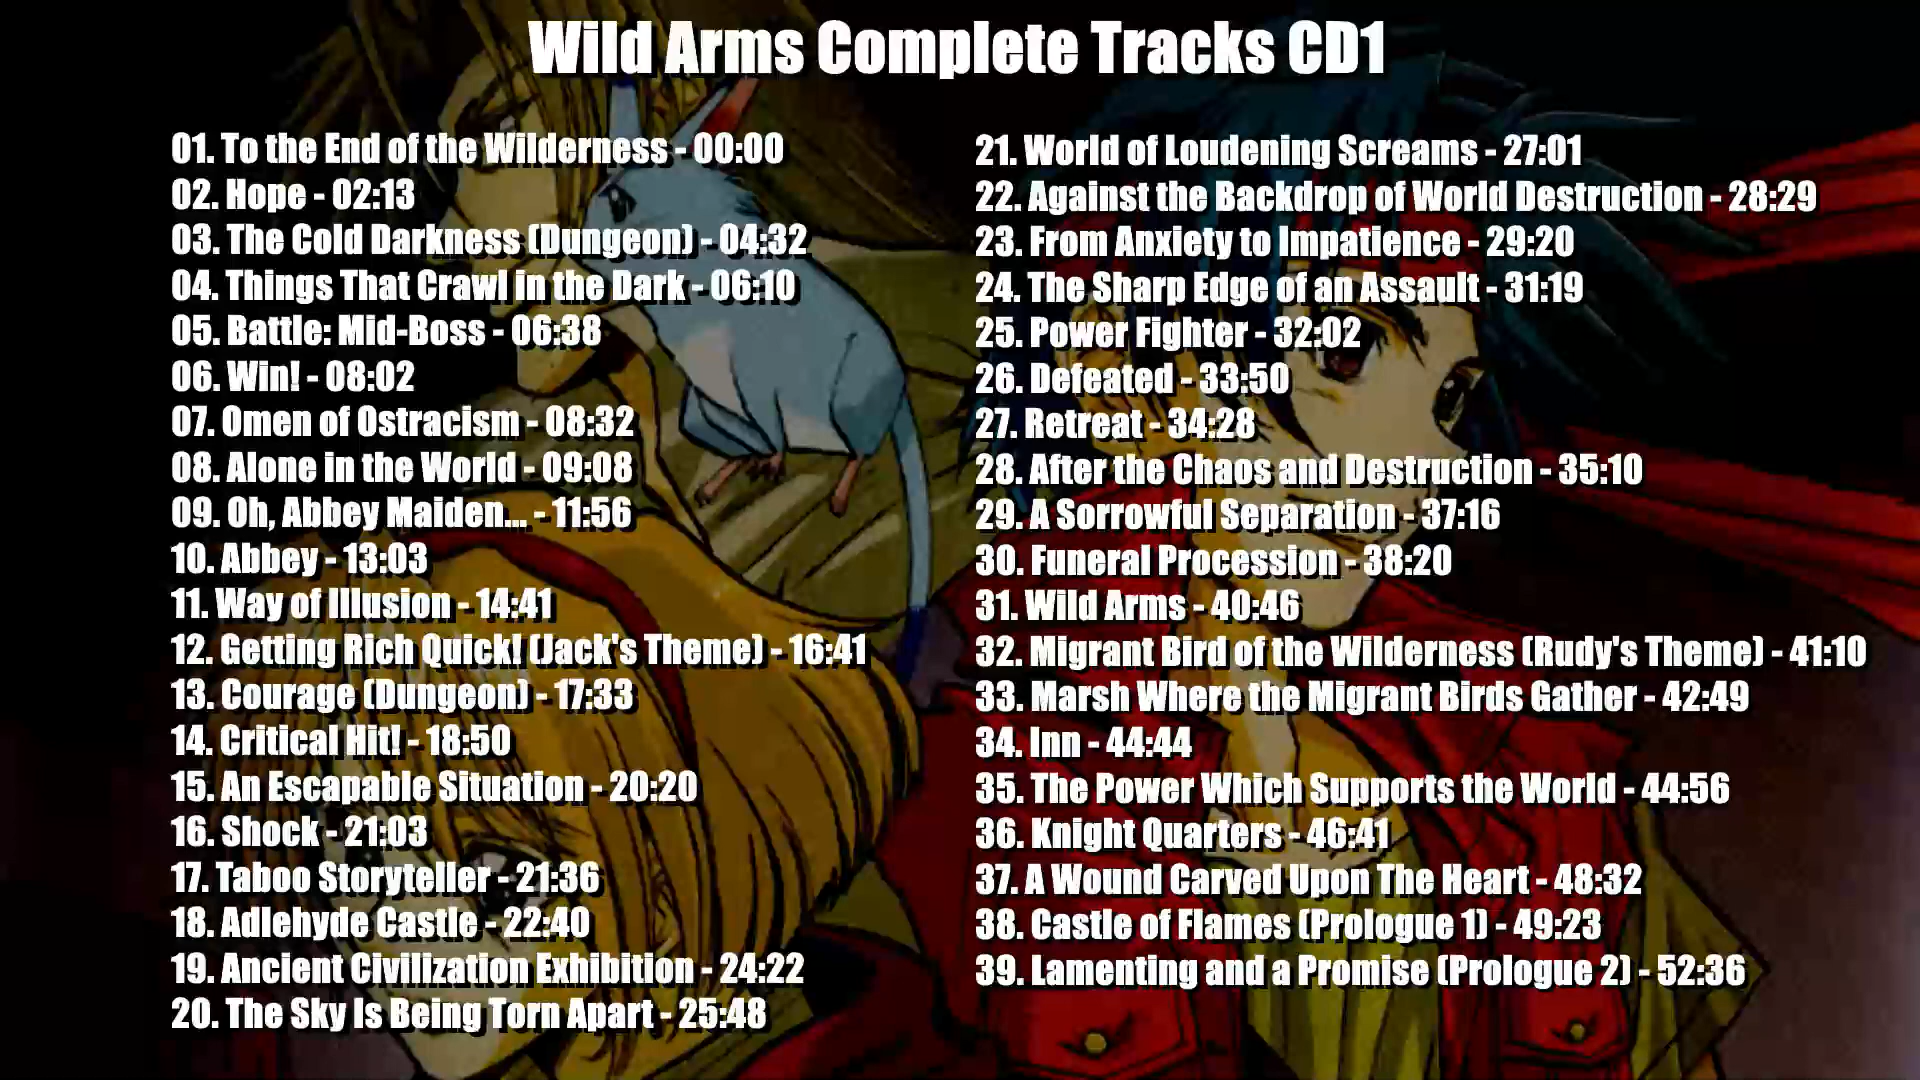 Wild Arms Complete Tracks CD1
01. To the End of the Wilderness - 00:00
02. Hope - 02:13
03. The Cold Darkness (Dungeon) - 04:32
04. Things That Crawl in the Dark - 06:10
05. Battle: Mid-Boss - 06:38
06. Win! - 08:02
07. Omen of Ostracism - 08:32
08. Alone in the World - 09:08
09. Oh, Abbey Maiden... - 11:56
10. Abbey - 13:03
11. Way of Illusion - 14:41
12. Getting Rich Quick! (Jack's Theme) - 16:41
13. Courage (Dungeon) - 17:33
14. Critical Hit! - 18:50
15. An Escapable Situation - 20:20
16. Shock - 21:03
17. Taboo Storyteller - 21:36
18. Adlehyde Castle - 22:40
19. Ancient Civilization Exhibition - 24:22
20. The Sky Is Being Torn Apart - 25:48
21. World of Loudening Screams - 27:01
22. Against the Backdrop of World Destruction - 28:29
23. From Anxiety to Impatience - 29:20
24. The Sharp Edge of an Assault - 31:19
25. Power Fighter - 32:02
26. Defeated - 33:50
27. Retreat - 34:28
28. After the Chaos and Destruction - 35:10
29. A Sorrowful Separation - 37:16
30. Funeral Procession - 38:20
31. Wild Arms - 40:46
32. Migrant Bird of the Wilderness (Rudy's Theme) - 41:10
33. Marsh Where the Migrant Birds Gather - 42:49
34. Inn - 44:44
35. The Power Which Supports the World - 44:56
36. Knight Quarters - 46:41
37. A Wound Carved Upon The Heart - 48:32
38. Castle of Flames (Prologue 1) - 49:23
39. Lamenting and a Promise (Prologue 2) - 52:36